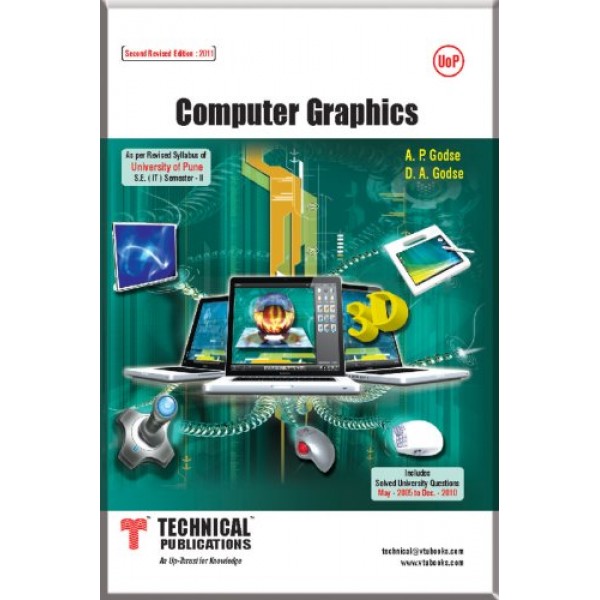 Second Revised Edition : 2011
UoP
Computer Graphics
As per Revised Syllabus of
University of Pune
S.E. ( IT ) Semester - II
A. P. Godse
D. A. Godse
3D
Includes
Solved University Questions
May - 2005 to Dec. - 2010
TECHNICAL™
PUBLICATIONS
An Up-Thrust for Knowledge
technical@vtubooks.com
www.vtubooks.com